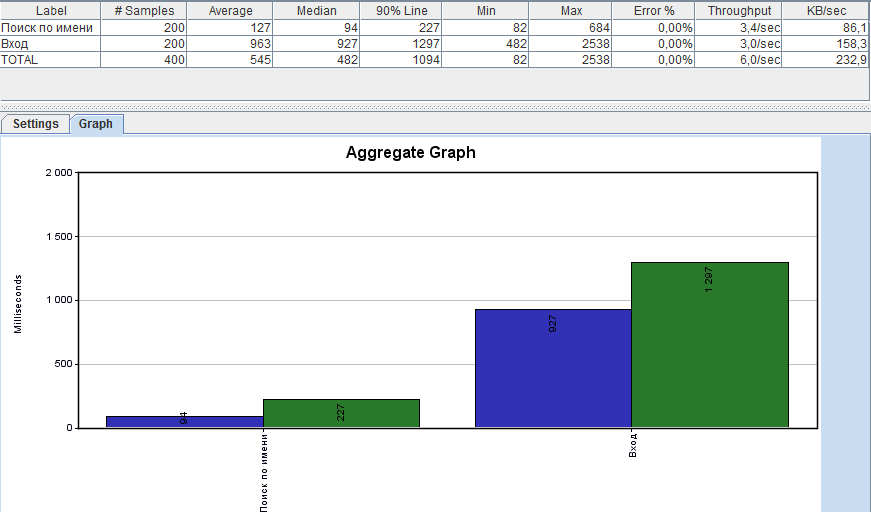 Label # Samples Average Median 90% Line Min Max Error % Throughput KB/sec
Поиск по имени 200 127 94 227 82 684 0,00% 3,4/sec 86,1
Вход 200 963 927 1297 482 2538 0,00% 3,0/sec 158,3
TOTAL 400 545 482 1094 82 2538 0,00% 6,0/sec 232,9
Settings Graph
Aggregate Graph
2 000
1 500
1 000
500
0
Milliseconds
94
227
927
1 297
Поиск по имени
Вход